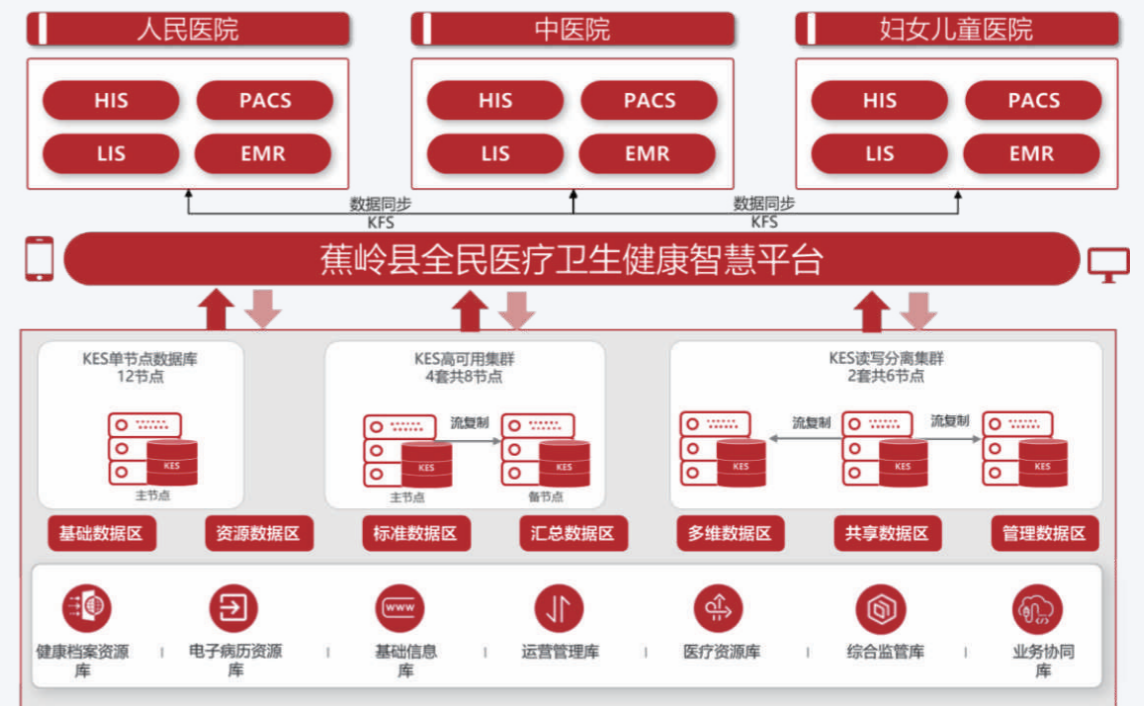 人民医院
中医院
妇女儿童医院
HIS
PACS
HIS
PACS
HIS
PACS
LIS
EMR
LIS
EMR
LIS
EMR
数据同步
KFS
数据同步
KFS
蕉岭县全民医疗卫生健康智慧平台
KES单节点数据库
12节点
KES
主节点
KES高可用集群
4套共8节点
流复制
KES
KES
主节点
备节点
KES读写分离集群
2套共6节点
流复制
流复制
KES
KES
KES
基础数据区
资源数据区
标准数据区
汇总数据区
多维数据区
共享数据区
管理数据区
www
健康档案资源
库
电子病历资源
库
基础信息
库
运营管理库
医疗资源库
综合监管库
业务协同
库